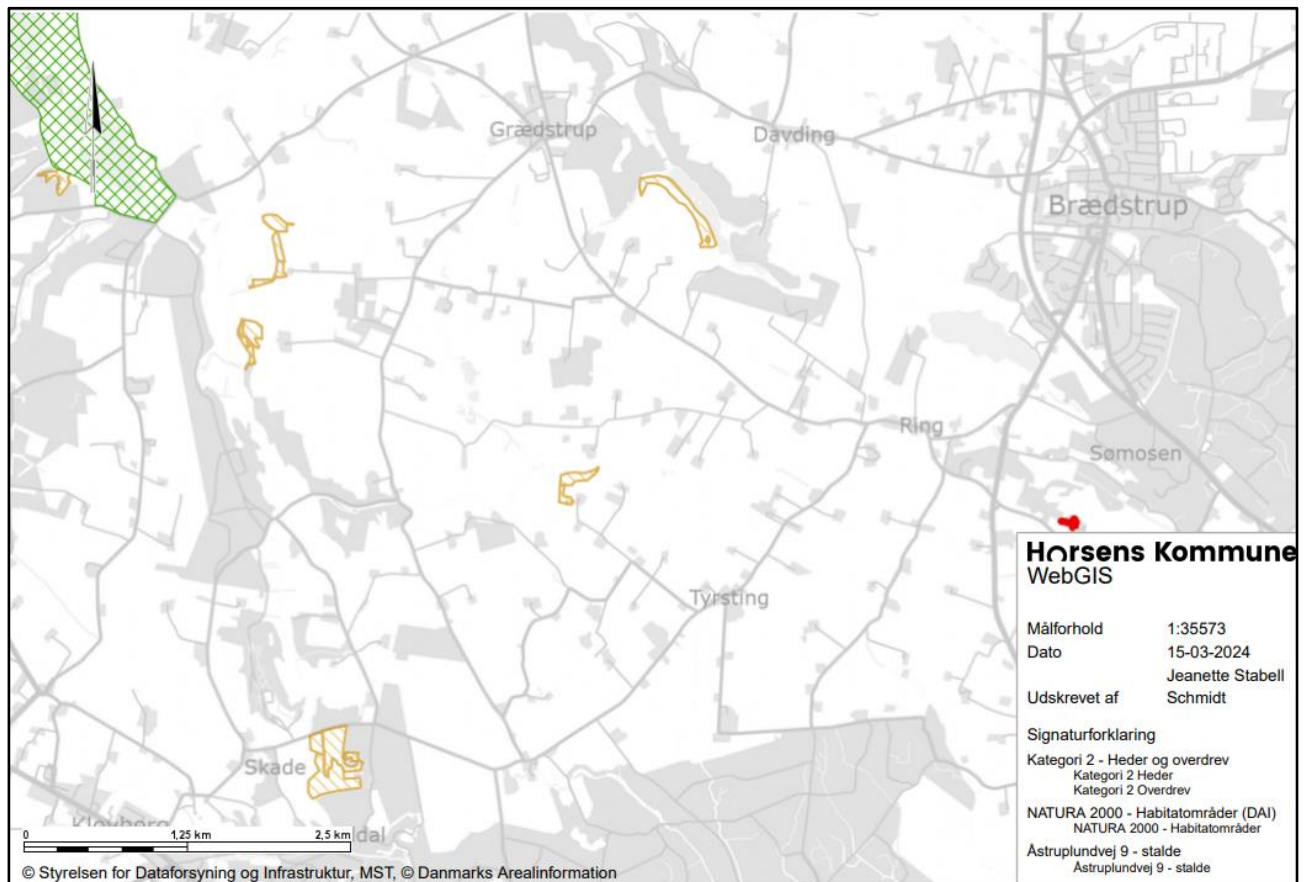 Grædstrup
Davding
Brædstrup
Ring
Sømosen
Tyrsting
Skade
Klovborg
dal
Horsens Kommune
WebGIS
Målforhold 1:35573
Dato 15-03-2024
Jeanette Stabell
Udskrevet af Schmidt
Signaturforklaring
Kategori 2 - Heder og overdrev
Kategori 2 Heder
Kategori 2 Overdrev
NATURA 2000 - Habitatområder (DAI)
NATURA 2000 - Habitatområder
Åstruplundvej 9 - stalde
Åstruplundvej 9 - stalde
0 1,25 km 2,5 km
© Styrelsen for Dataforsyning og Infrastruktur, MST, © Danmarks Arealinformation